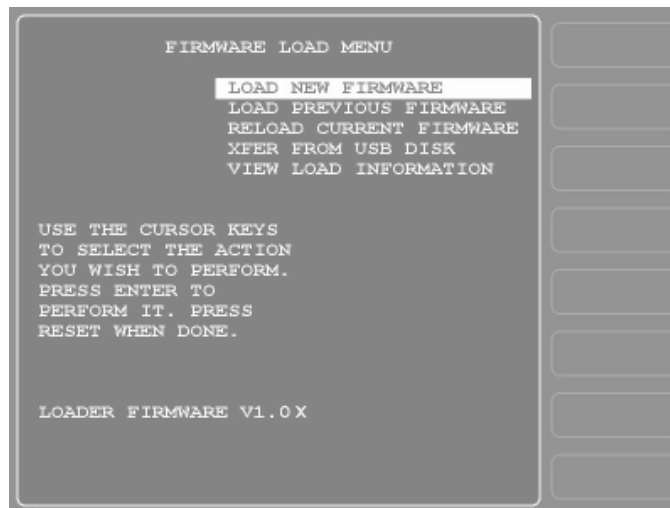 FIRMWARE LOAD MENU
LOAD NEW FIRMWARE
LOAD PREVIOUS FIRMWARE
RELOAD CURRENT FIRMWARE
XFER FROM USB DISK
VIEW LOAD INFORMATION
USE THE CURSOR KEYS
TO SELECT THE ACTION
YOU WISH TO PERFORM.
PRESS ENTER TO
PERFORM IT. PRESS
RESET WHEN DONE.
LOADER FIRMWARE V1.0X